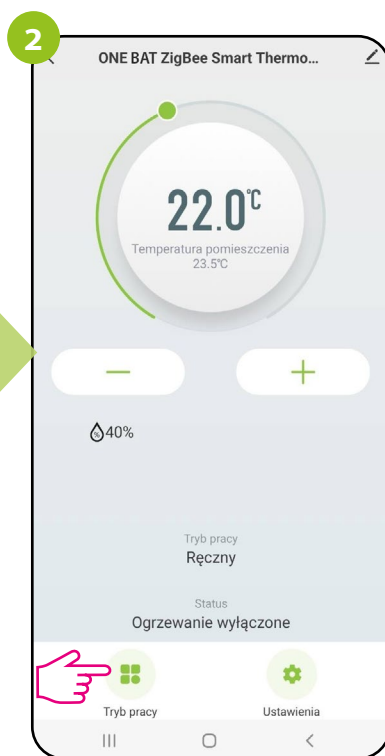 2
ONE BAT ZigBee Smart Thermo...
22.0°C
Temperatura pomieszczenia
23.5°C
40%
Tryb pracy
Ręczny
Status
Ogrzewanie wyłączone
Tryb pracy Ustawienia